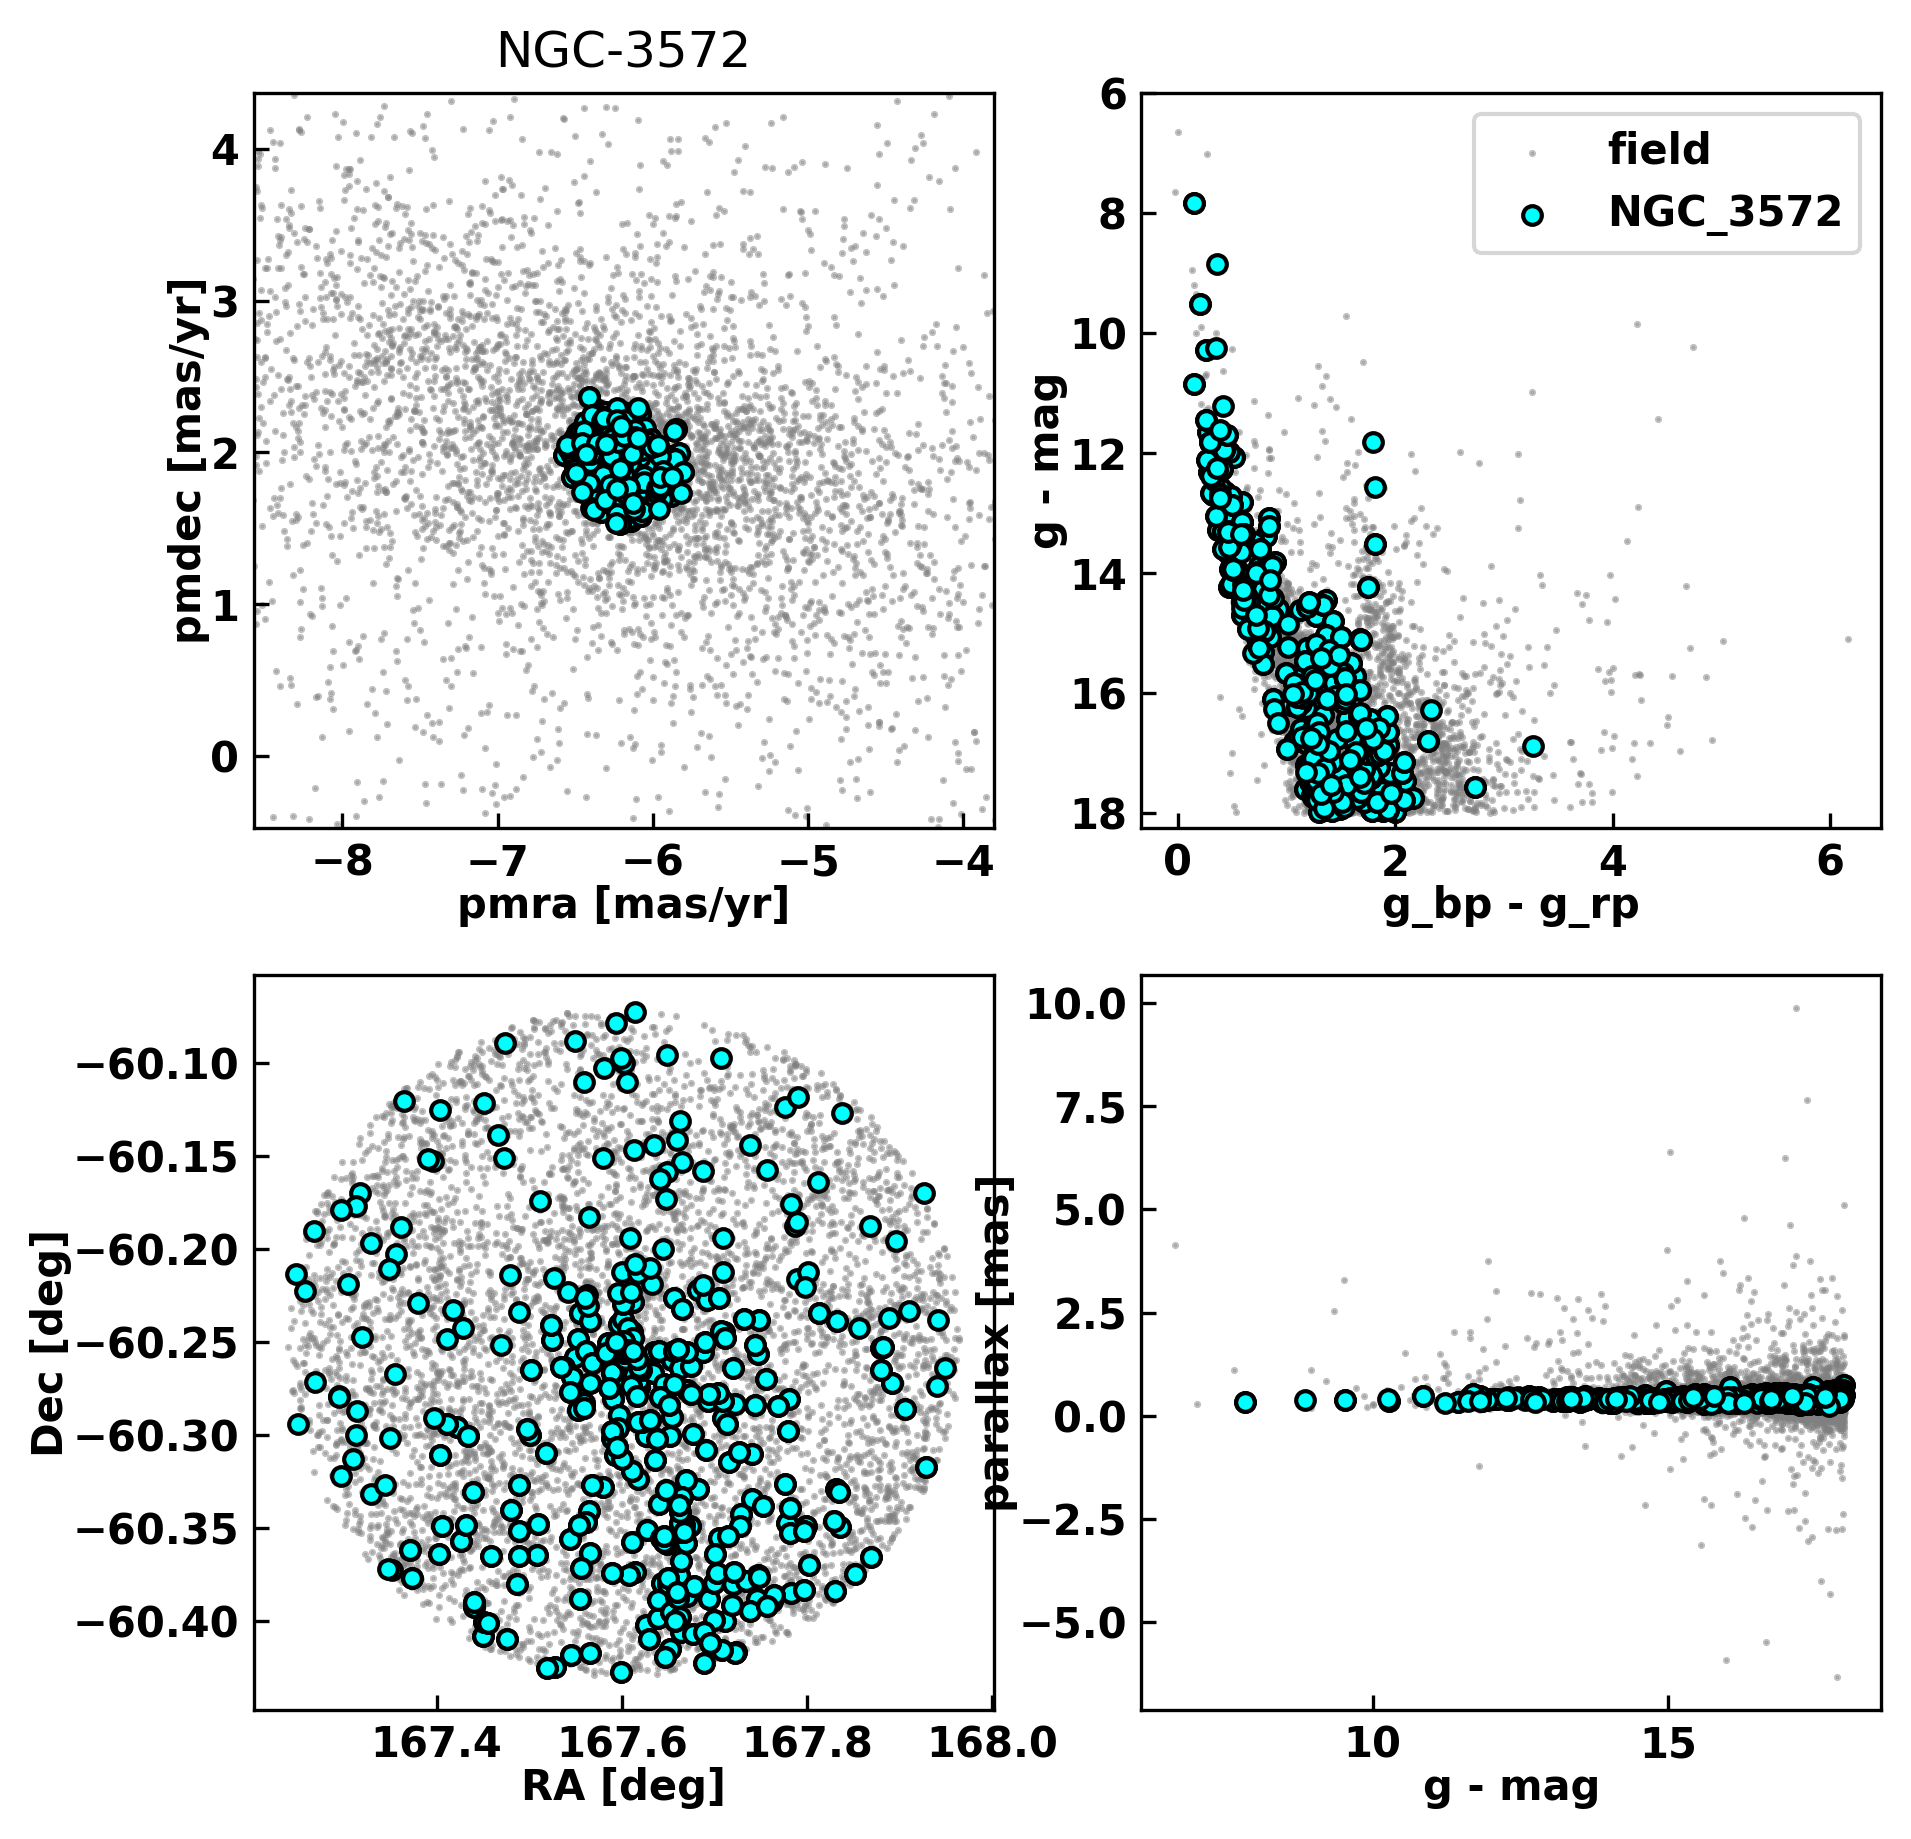 NGC-3572
4
3
2
1
0
pmdec [mas/yr]
−8 −7 −6 −5 −4
pmra [mas/yr]
6
8
10
12
14
16
18
g - mag
field
NGC_3572
0 2 4 6
g_bp - g_rp
−60.10
−60.15
−60.20
−60.25
−60.30
−60.35
−60.40
Dec [deg]
167.4 167.6 167.8 168.0
RA [deg]
10.0
7.5
5.0
2.5
0.0
−2.5
−5.0
parallax [mas]
10 15
g - mag